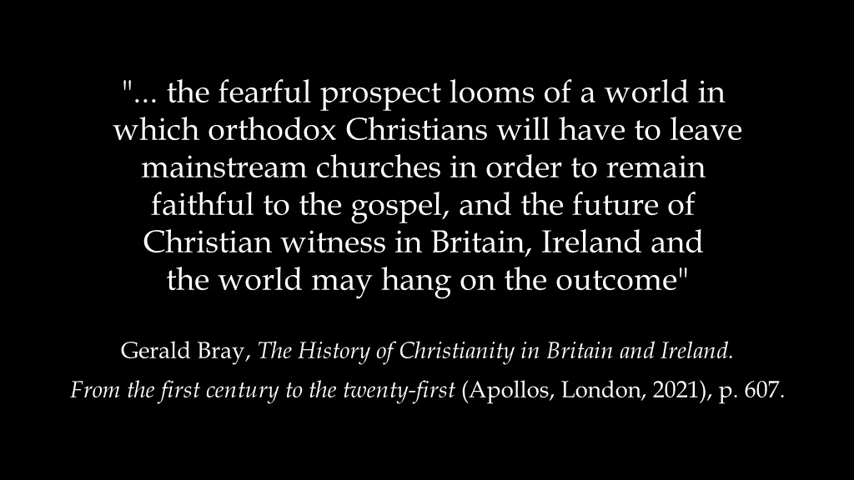 "... the fearful prospect looms of a world in
which orthodox Christians will have to leave
mainstream churches in order to remain
faithful to the gospel, and the future of
Christian witness in Britain, Ireland and
the world may hang on the outcome"
Gerald Bray, The History of Christianity in Britain and Ireland.
From the first century to the twenty-first (Apollos, London, 2021), p. 607.